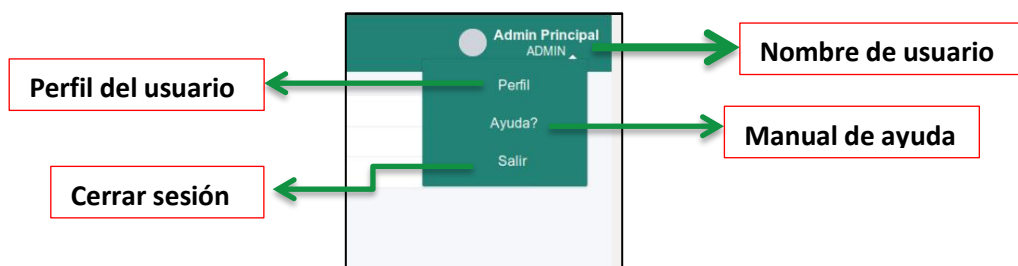 Admin Principal
ADMIN
Nombre de usuario
Perfil del usuario
Perfil
Ayuda?
Manual de ayuda
Salir
Cerrar sesión